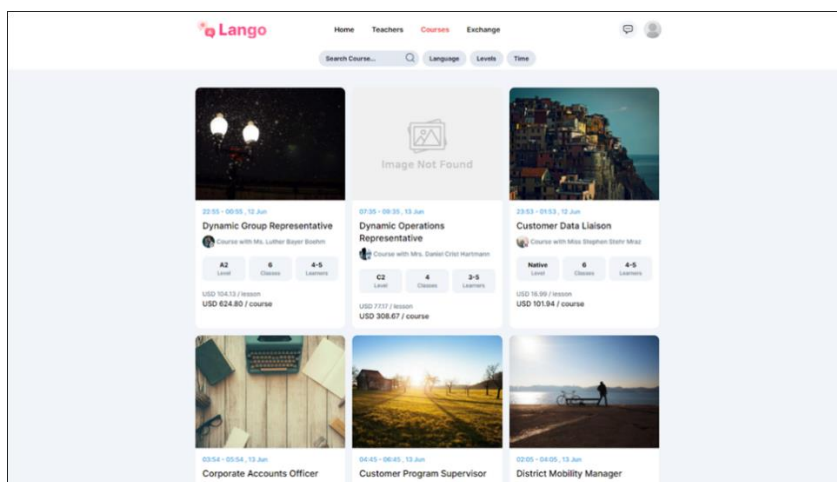 Lango
Home Teachers Courses Exchange
Search Course... Language Levels Time
Image Not Found
22:55 - 00:55 , 12 Jun
Dynamic Group Representative
Course with Ms. Luther Bayer Boehm
A2 6 4-5
Level Classes Learners
USD 104.13 / lesson
USD 624.80 / course
07:35 - 09:35 , 13 Jun
Dynamic Operations
Representative
Course with Mrs. Daniel Crist Hartmann
C2 4 3-5
Level Classes Learners
USD 77.17 / lesson
USD 308.67 / course
23:53 - 01:53 , 12 Jun
Customer Data Liaison
Course with Miss Stephen Stehr Mraz
Native 6 4-5
Level Classes Learners
USD 16.99 / lesson
USD 101.94 / course
03:54 - 05:54 , 13 Jun
Corporate Accounts Officer
04:45 - 06:45 , 13 Jun
Customer Program Supervisor
02:05 - 04:05 , 13 Jun
District Mobility Manager